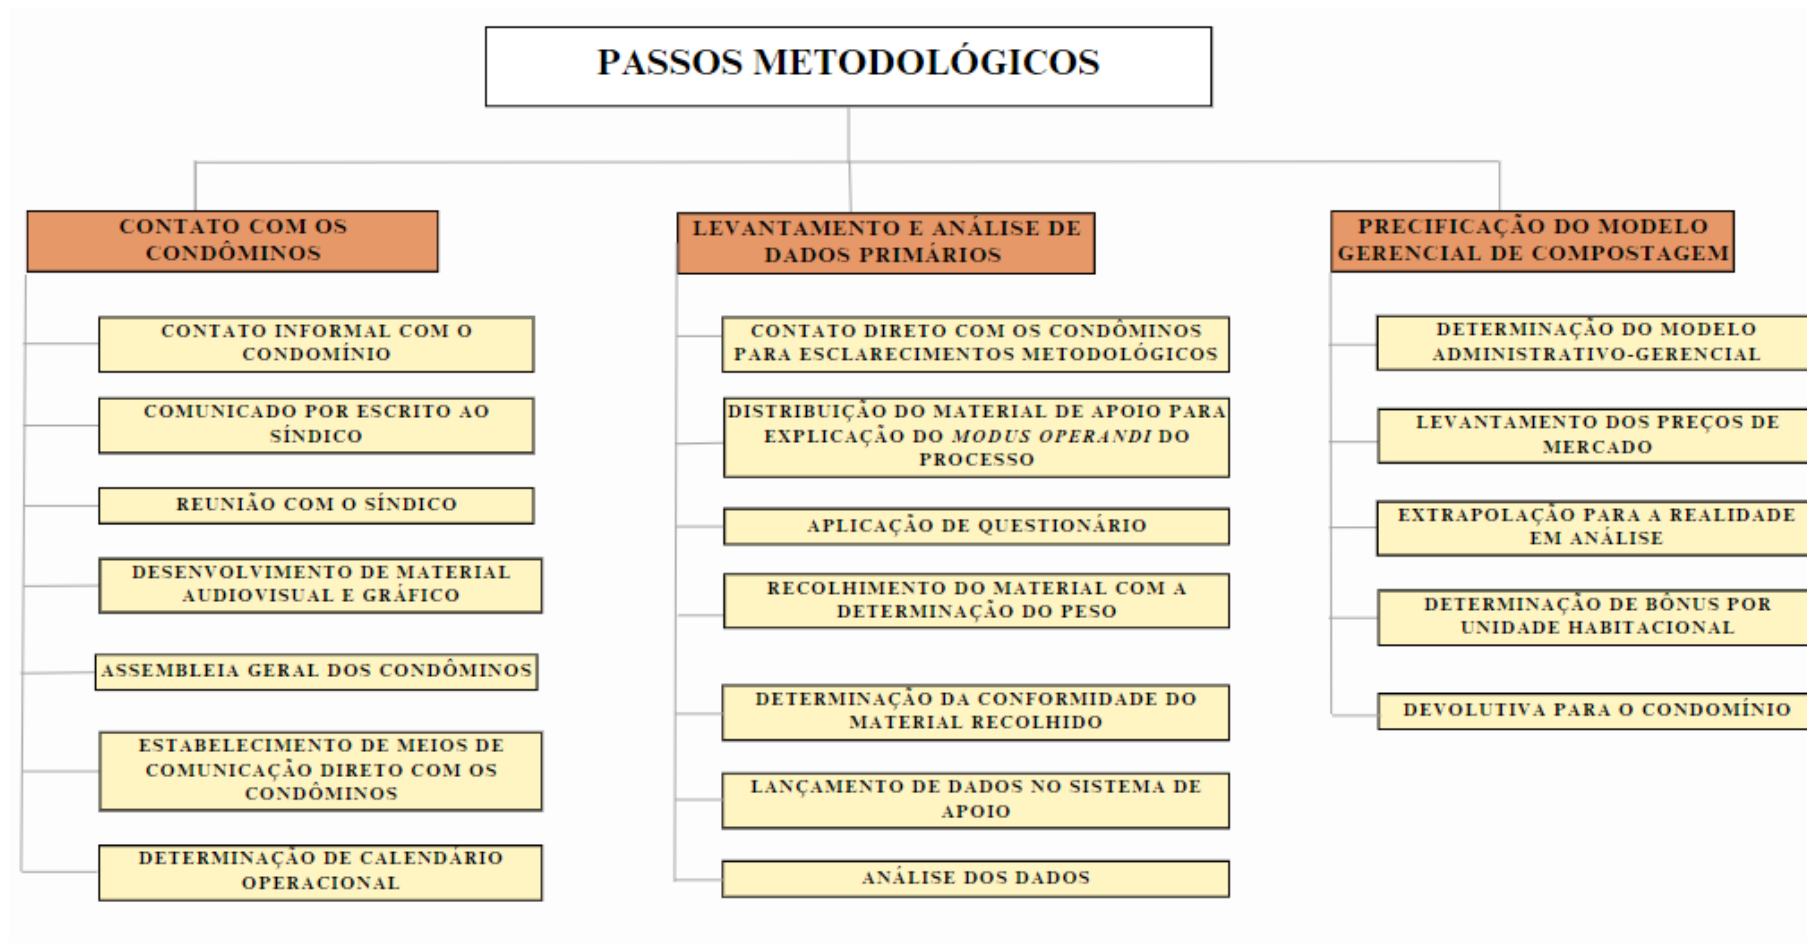 PASSOS METODOLÓGICOS
CONTATO COM OS
CONDÔMINOS
CONTATO INFORMAL COM O
CONDOMÍNIO
COMUNICADO POR ESCRITO AO
SÍNDICO
REUNIÃO COM O SÍNDICO
DESENVOLVIMENTO DE MATERIAL
AUDIOVISUAL E GRÁFICO
ASSEMBLEIA GERAL DOS CONDÔMINOS
ESTABELECIMENTO DE MEIOS DE
COMUNICAÇÃO DIRETO COM OS
CONDÔMINOS
DETERMINAÇÃO DE CALENDÁRIO
OPERACIONAL
LEVANTAMENTO E ANÁLISE DE
DADOS PRIMÁRIOS
CONTATO DIRETO COM OS CONDÔMINOS
PARA ESCLARECIMENTOS METODOLÓGICOS
DISTRIBUIÇÃO DO MATERIAL DE APOIO PARA
EXPLICAÇÃO DO MODUS OPERANDI DO
PROCESSO
APLICAÇÃO DE QUESTIONÁRIO
RECOLHIMENTO DO MATERIAL COM A
DETERMINAÇÃO DO PESO
DETERMINAÇÃO DA CONFORMIDADE DO
MATERIAL RECOLHIDO
LANÇAMENTO DE DADOS NO SISTEMA DE
APOIO
ANÁLISE DOS DADOS
PRECIFICAÇÃO DO MODELO
GERENCIAL DE COMPOSTAGEM
DETERMINAÇÃO DO MODELO
ADMINISTRATIVO-GERENCIAL
LEVANTAMENTO DOS PREÇOS DE
MERCADO
EXTRAPOLAÇÃO PARA A REALIDADE
EM ANÁLISE
DETERMINAÇÃO DE BÔNUS POR
UNIDADE HABITACIONAL
DEVOLUTIVA PARA O CONDOMÍNIO